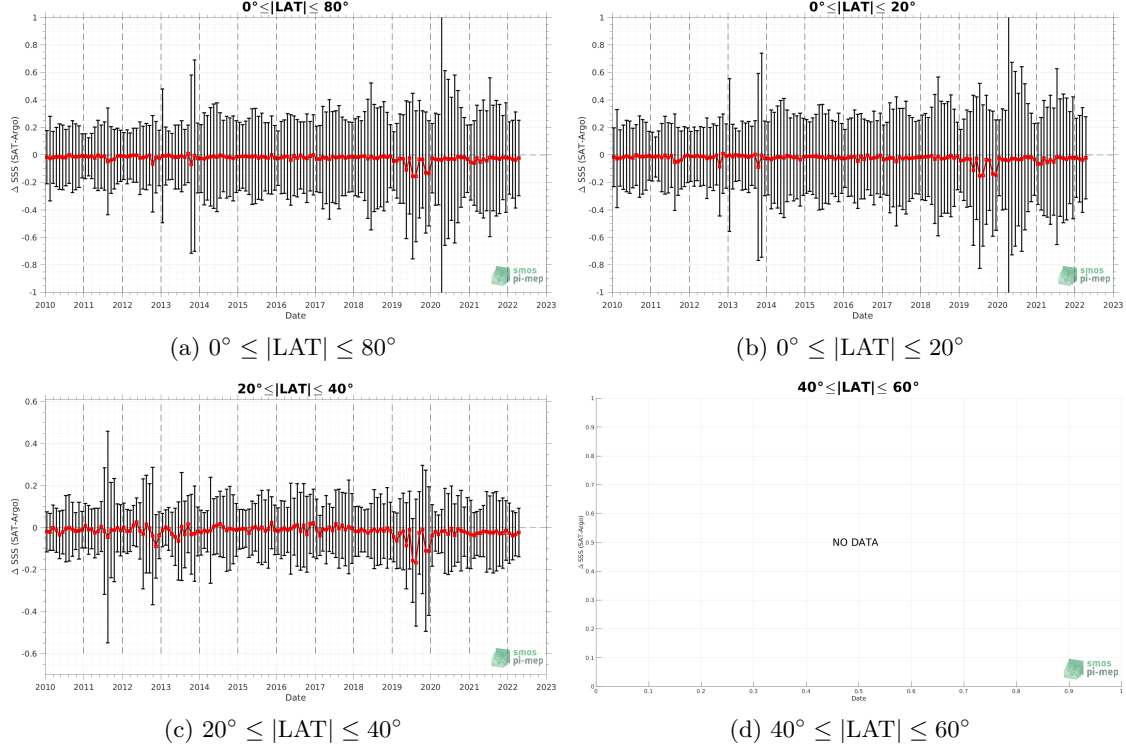 0°≤|LAT|≤ 80°
1
0.8
0.6
0.4
0.2
0
-0.2
-0.4
-0.6
-0.8
-1
Δ SSS (SAT-Argo)
2010 2011 2012 2013 2014 2015 2016 2017 2018 2019 2020 2021 2022 2023
Date
smos
pi-mep
(a) 0° ≤ |LAT| ≤ 80°
0°≤|LAT|≤ 20°
1
0.8
0.6
0.4
0.2
0
-0.2
-0.4
-0.6
-0.8
-1
Δ SSS (SAT-Argo)
2010 2011 2012 2013 2014 2015 2016 2017 2018 2019 2020 2021 2022 2023
Date
smos
pi-mep
(b) 0° ≤ |LAT| ≤ 20°
20°≤|LAT|≤ 40°
0.6
0.4
0.2
0
-0.2
-0.4
-0.6
Δ SSS (SAT-Argo)
2010 2011 2012 2013 2014 2015 2016 2017 2018 2019 2020 2021 2022 2023
Date
smos
pi-mep
(c) 20° ≤ |LAT| ≤ 40°
40°≤|LAT|≤ 60°
1
0.9
0.8
0.7
0.6
0.5
0.4
0.3
0.2
0.1
0
Δ SSS (SAT-Argo)
NO DATA
0 0.1 0.2 0.3 0.4 0.5 0.6 0.7 0.8 0.9 1
Date
smos
pi-mep
(d) 40° ≤ |LAT| ≤ 60°